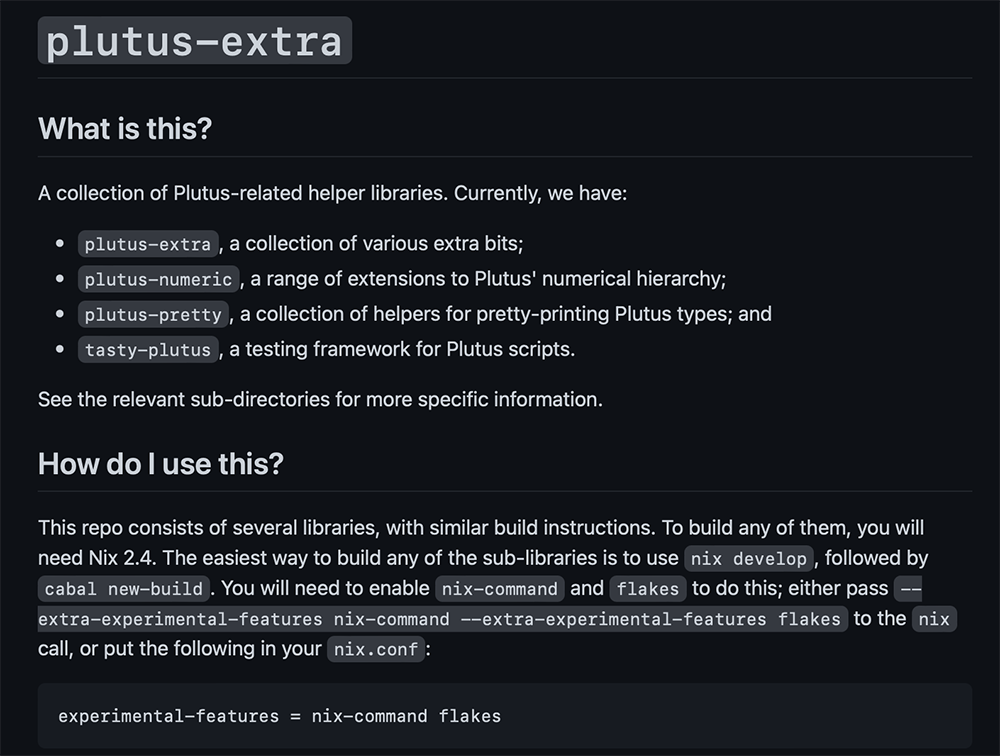 plutus-extra
What is this?
A collection of Plutus-related helper libraries. Currently, we have:
• plutus-extra, a collection of various extra bits;
• plutus-numeric, a range of extensions to Plutus' numerical hierarchy;
• plutus-pretty, a collection of helpers for pretty-printing Plutus types; and
• tasty-plutus, a testing framework for Plutus scripts.
See the relevant sub-directories for more specific information.
How do I use this?
This repo consists of several libraries, with similar build instructions. To build any of them, you will
need Nix 2.4. The easiest way to build any of the sub-libraries is to use nix develop, followed by
cabal new-build. You will need to enable nix-command and flakes to do this; either pass --
extra-experimental-features nix-command --extra-experimental-features flakes to the nix
call, or put the following in your nix.conf:
experimental-features = nix-command flakes